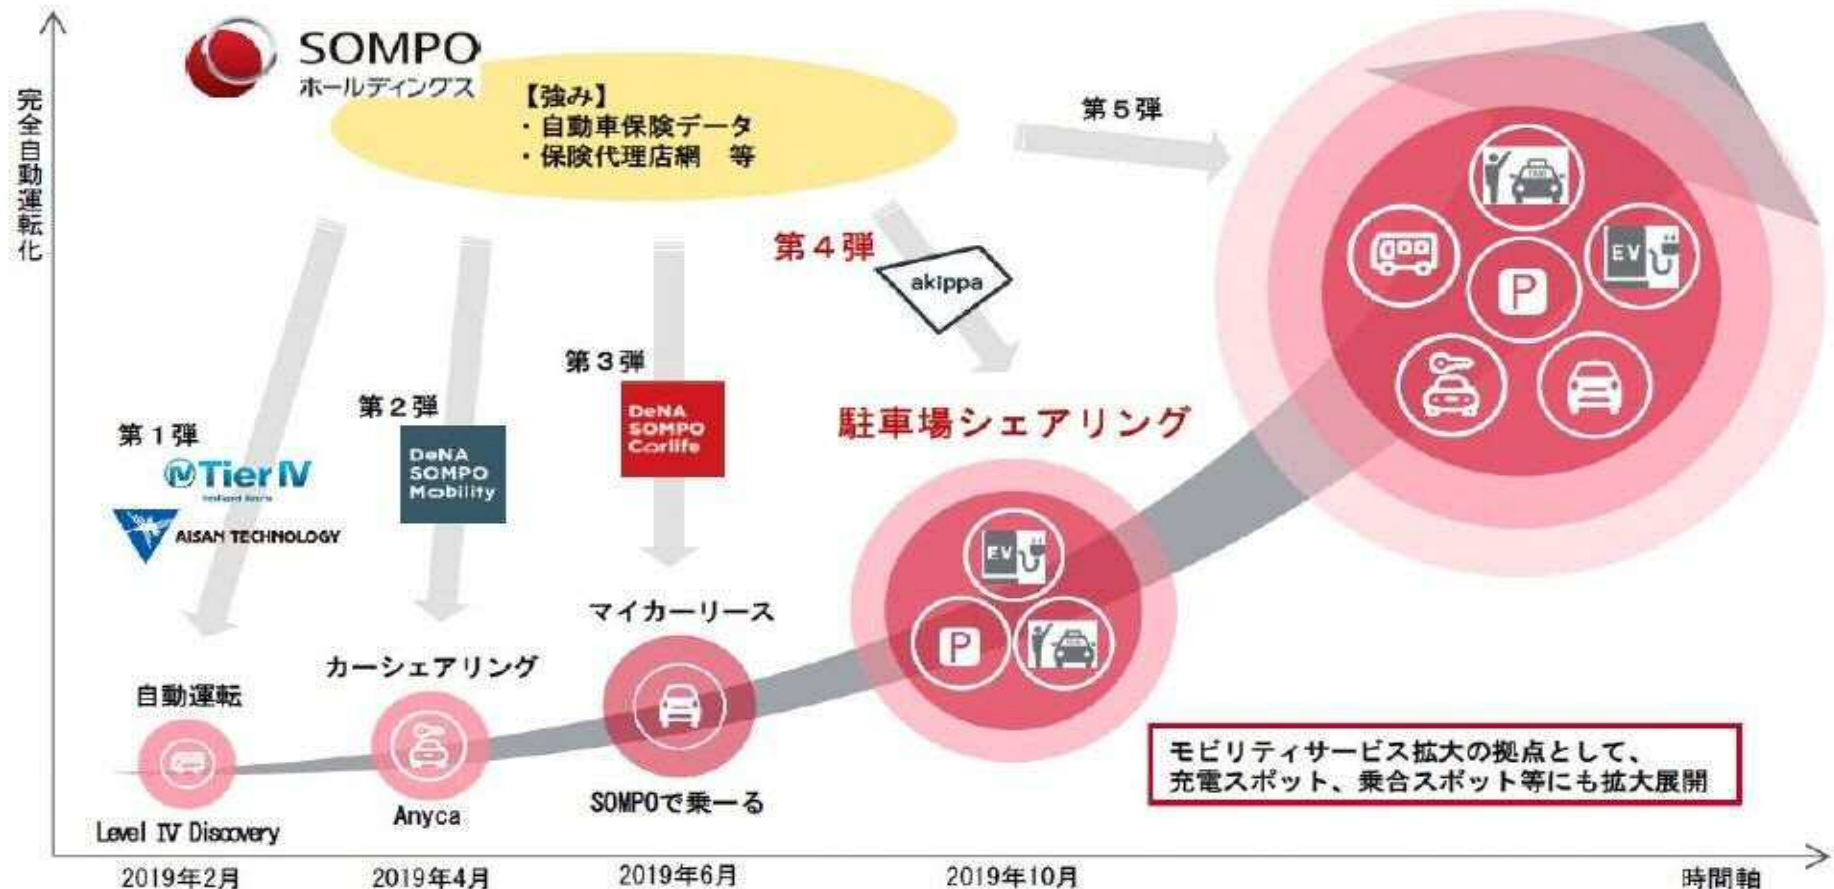 SOMPO
ホールディングス
【強み】
・自動車保険データ
・保険代理店網 等
完全自動運転化
第1弾
Tier IV
AISAN TECHNOLOGY
自動運転
Level IV Discovery
2019年2月
第2弾
DeNA
SOMPO
Mobility
カーシェアリング
Anyca
2019年4月
第3弾
DeNA
SOMPO
Carlife
マイカーリース
SOMPOで乗ーる
2019年6月
第4弾
akippa
駐車場シェアリング
EV
P
TAXI
2019年10月
第5弾
TAXI
EV
P
モビリティサービス拡大の拠点として、
充電スポット、乗合スポット等にも拡大展開
時間軸